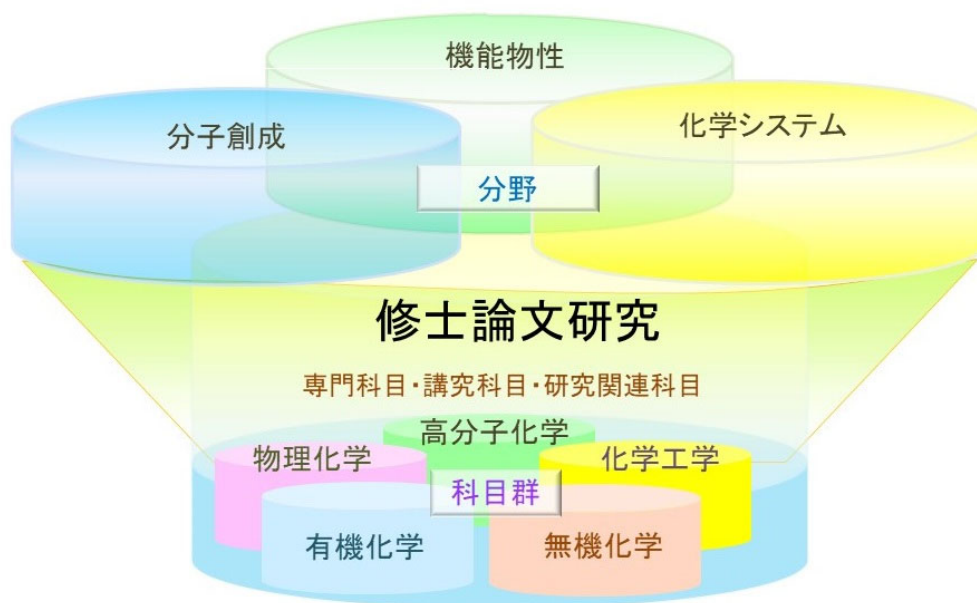 機能物性
分子創成
化学システム
分野
修士論文研究
専門科目・講究科目・研究関連科目
高分子化学
物理化学
化学工学
科目群
有機化学
無機化学